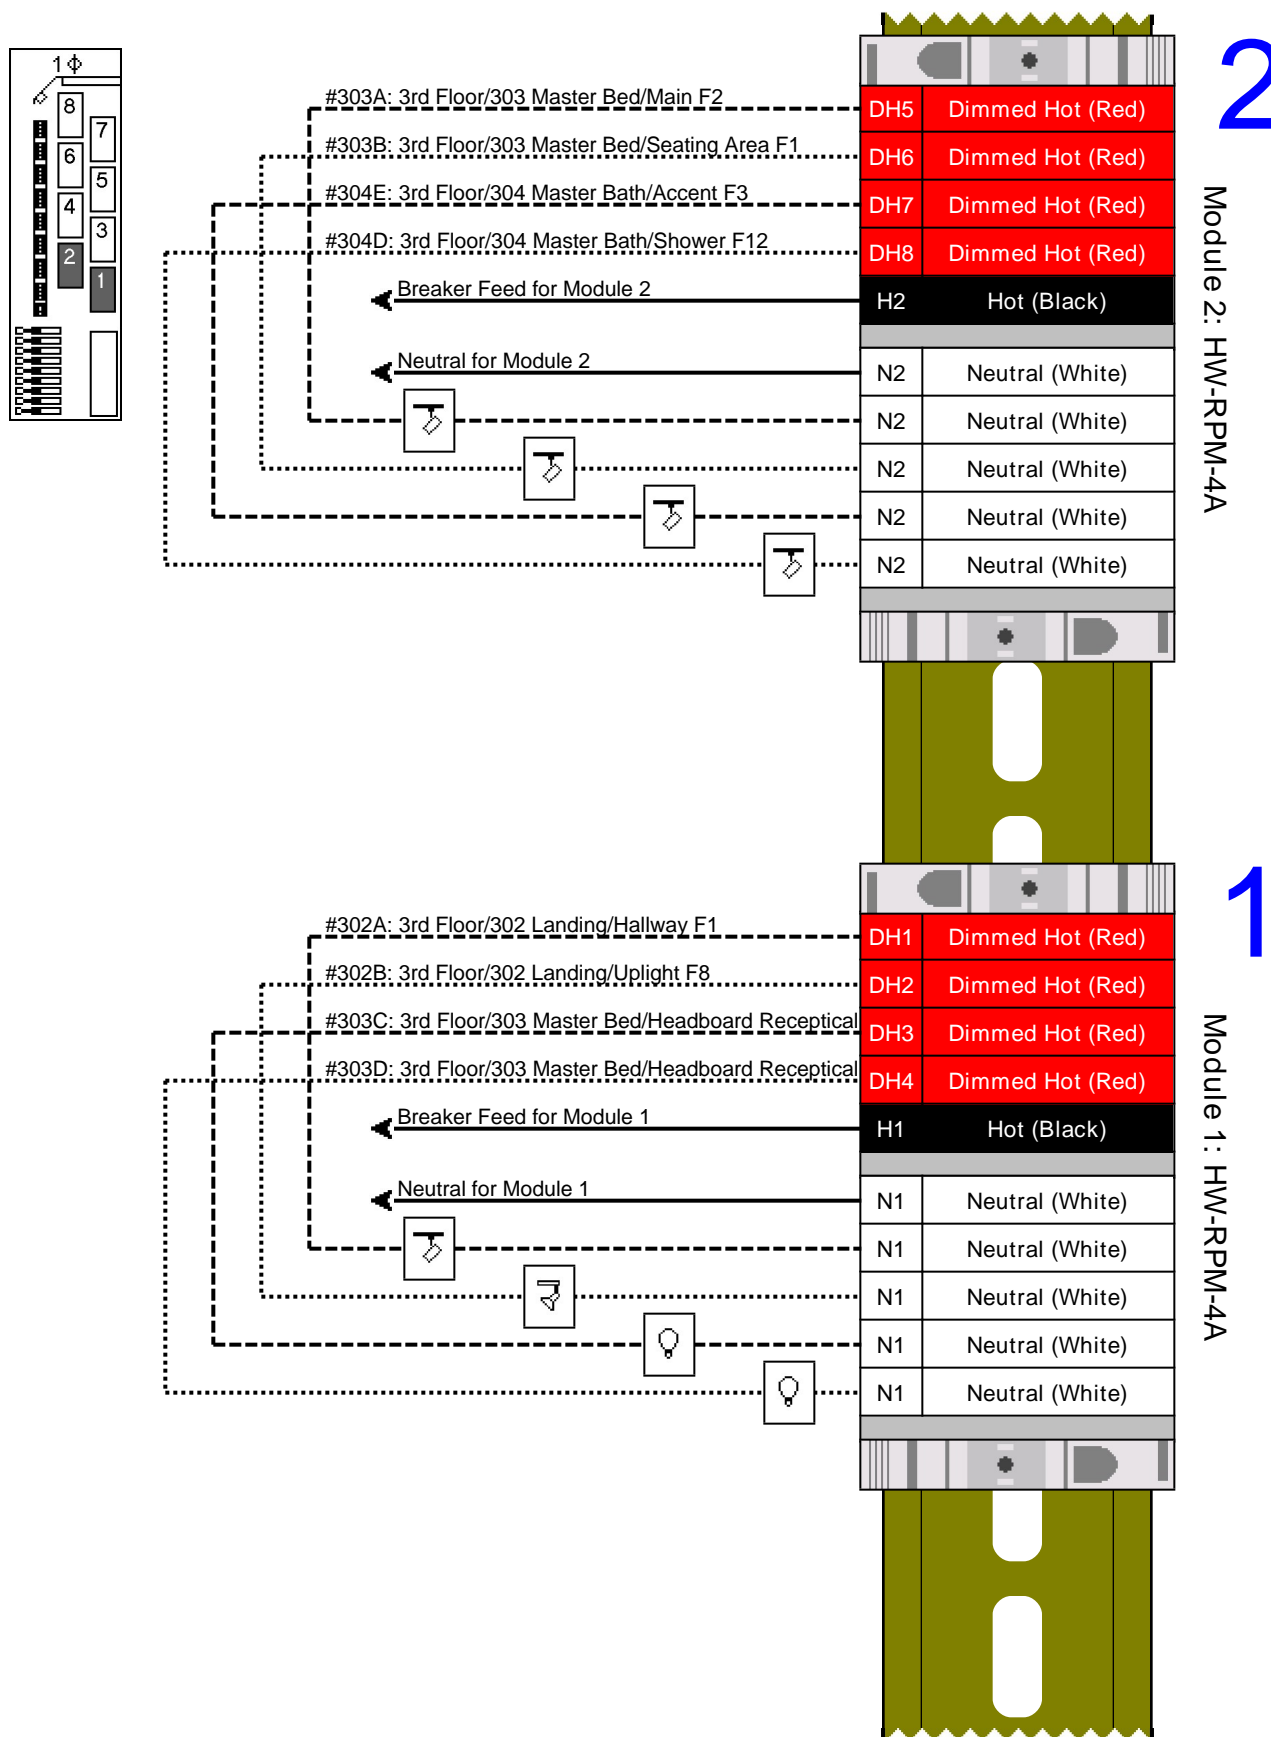 1Φ
8
7
6
5
4
3
2
1
2
Module 2: HW-RPM-4A
#303A: 3rd Floor/303 Master Bed/Main F2
DH5 Dimmed Hot (Red)
#303B: 3rd Floor/303 Master Bed/Seating Area F1
DH6 Dimmed Hot (Red)
#304E: 3rd Floor/304 Master Bath/Accent F3
DH7 Dimmed Hot (Red)
#304D: 3rd Floor/304 Master Bath/Shower F12
DH8 Dimmed Hot (Red)
Breaker Feed for Module 2
H2 Hot (Black)
Neutral for Module 2
N2 Neutral (White)
N2 Neutral (White)
N2 Neutral (White)
N2 Neutral (White)
N2 Neutral (White)
1
Module 1: HW-RPM-4A
#302A: 3rd Floor/302 Landing/Hallway F1
DH1 Dimmed Hot (Red)
#302B: 3rd Floor/302 Landing/Uplight F8
DH2 Dimmed Hot (Red)
#303C: 3rd Floor/303 Master Bed/Headboard Receptical
DH3 Dimmed Hot (Red)
#303D: 3rd Floor/303 Master Bed/Headboard Receptical
DH4 Dimmed Hot (Red)
Breaker Feed for Module 1
H1 Hot (Black)
Neutral for Module 1
N1 Neutral (White)
N1 Neutral (White)
N1 Neutral (White)
N1 Neutral (White)
N1 Neutral (White)